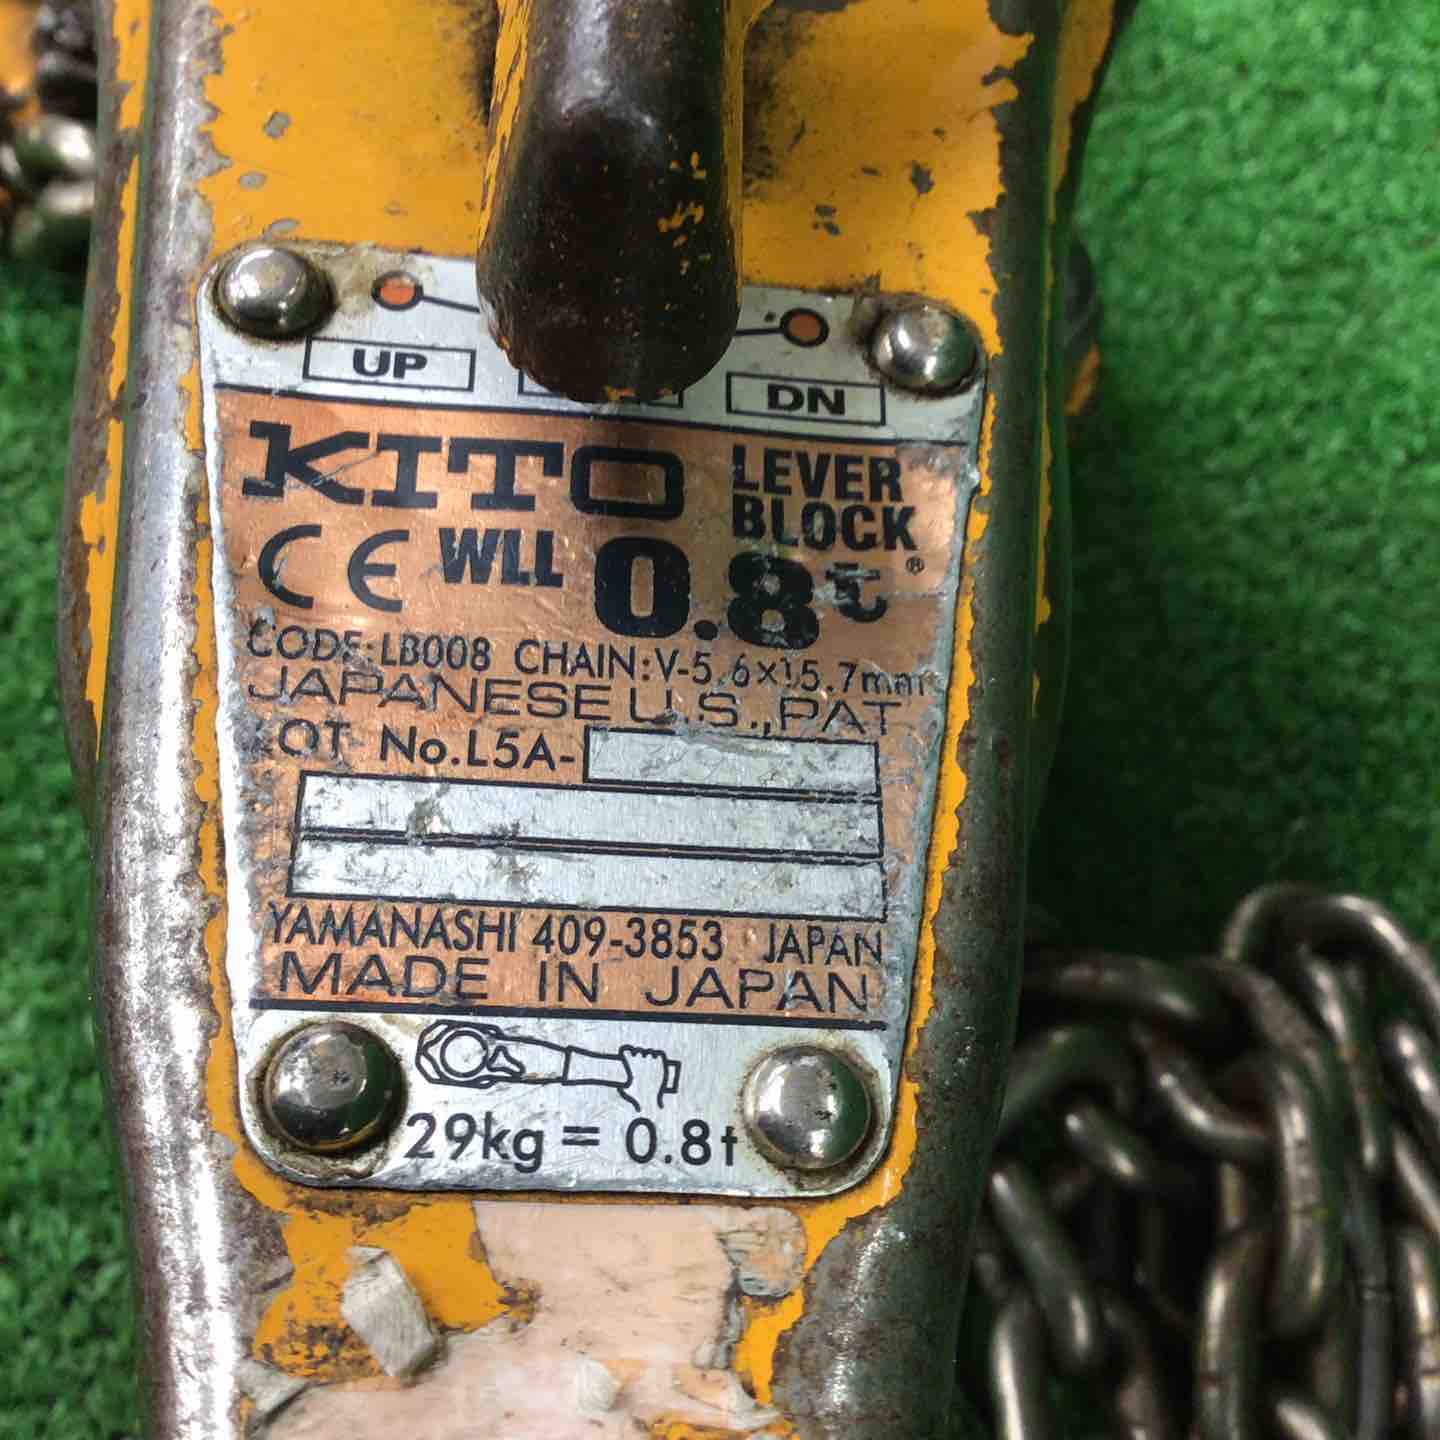 UP DN
KITO LEVER BLOCK®
CE WLL 0.8t
CODE:LB008 CHAIN:V-5.6×15.7mm
JAPANESE U.S., PAT
LOT No.L5A-
YAMANASHI 409-3853 JAPAN
MADE IN JAPAN
29kg = 0.8t